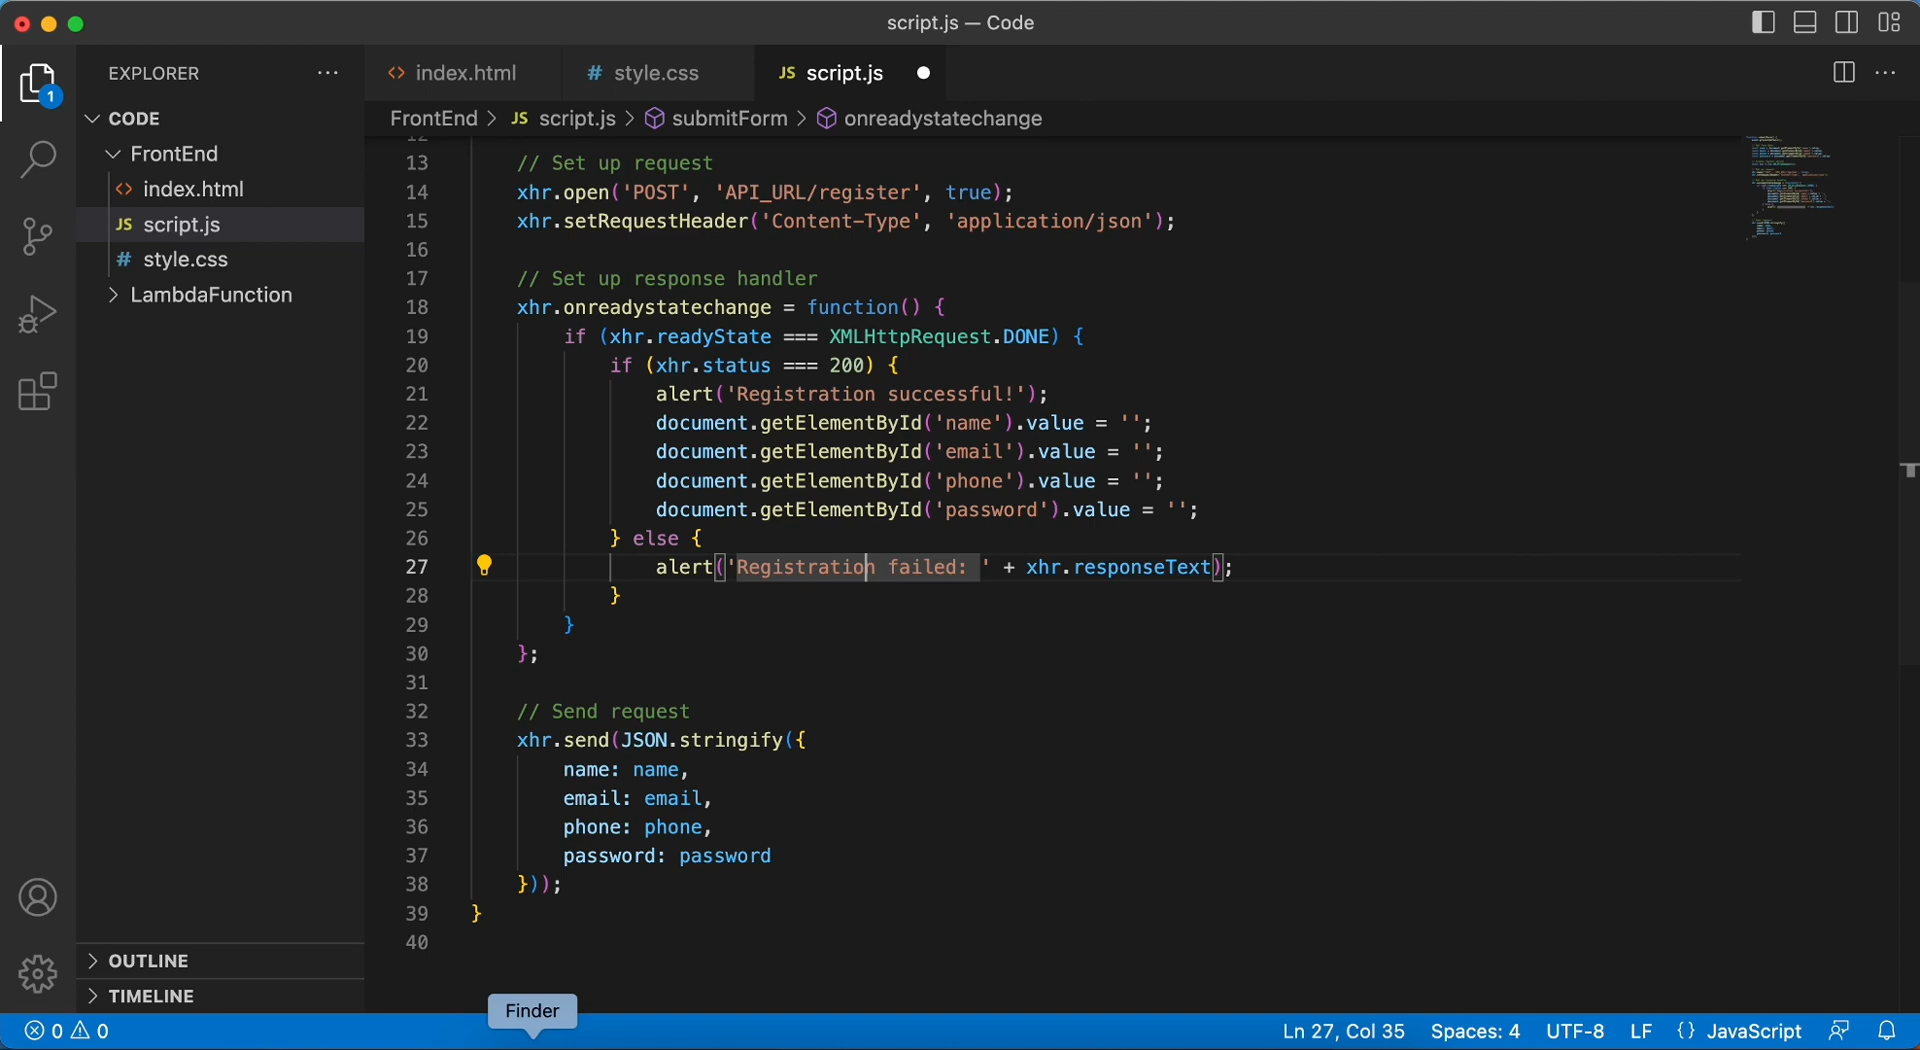 script.js — Code
EXPLORER
index.html
# style.css
JS script.js
CODE
FrontEnd
index.html
JS script.js
# style.css
LambdaFunction
FrontEnd > JS script.js > submitForm > onreadystatechange
12
13 // Set up request
14 xhr.open('POST', 'API_URL/register', true);
15 xhr.setRequestHeader('Content-Type', 'application/json');
16
17 // Set up response handler
18 xhr.onreadystatechange = function() {
19 if (xhr.readyState === XMLHttpRequest.DONE) {
20 if (xhr.status === 200) {
21 alert('Registration successful!');
22 document.getElementById('name').value = '';
23 document.getElementById('email').value = '';
24 document.getElementById('phone').value = '';
25 document.getElementById('password').value = '';
26 } else {
27 alert('Registration failed: ' + xhr.responseText);
28 }
29 }
30 };
31
32 // Send request
33 xhr.send(JSON.stringify({
34 name: name,
35 email: email,
36 phone: phone,
37 password: password
38 }));
39 }
40
1
OUTLINE
TIMELINE
Finder
0 0
Ln 27, Col 35 Spaces: 4 UTF-8 LF {} JavaScript